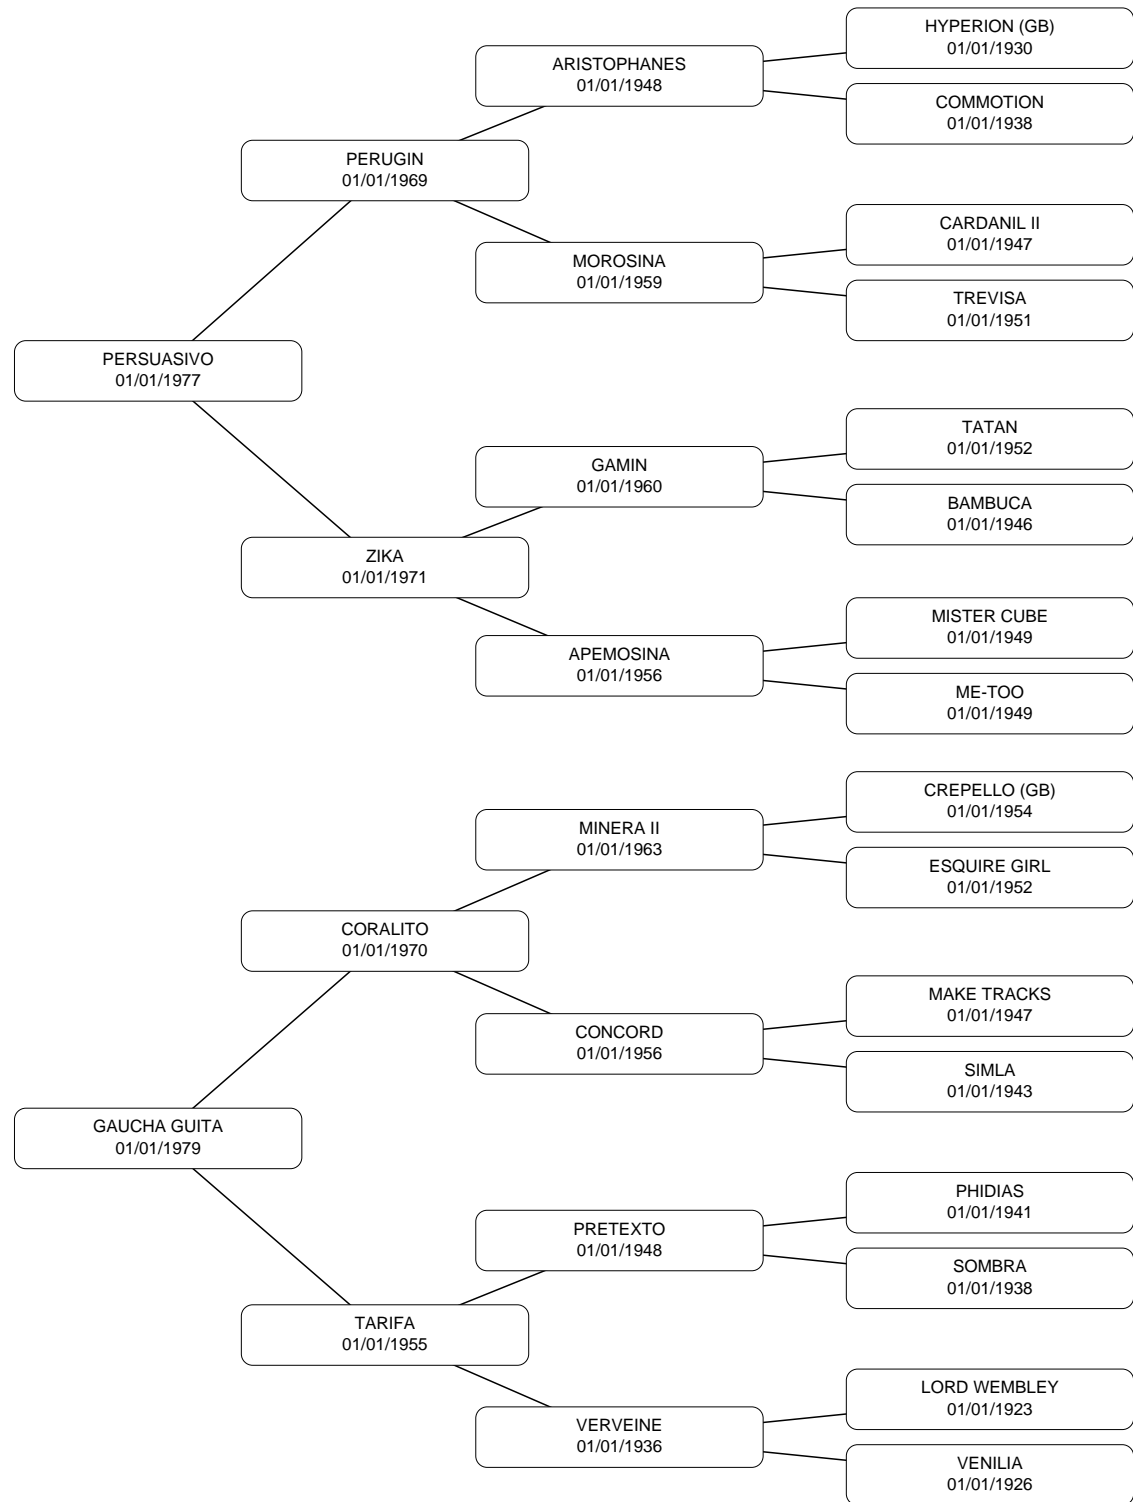 HYPERION (GB)
01/01/1930
ARISTOPHANES
01/01/1948
COMMOTION
01/01/1938
PERUGIN
01/01/1969
CARDANIL II
01/01/1947
MOROSINA
01/01/1959
TREVISA
01/01/1951
PERSUASIVO
01/01/1977
TATAN
01/01/1952
GAMIN
01/01/1960
BAMBUCA
01/01/1946
ZIKA
01/01/1971
MISTER CUBE
01/01/1949
APEMOSINA
01/01/1956
ME-TOO
01/01/1949
CREPELLO (GB)
01/01/1954
MINERA II
01/01/1963
ESQUIRE GIRL
01/01/1952
CORALITO
01/01/1970
MAKE TRACKS
01/01/1947
CONCORD
01/01/1956
SIMLA
01/01/1943
GAUCHA GUITA
01/01/1979
PHIDIAS
01/01/1941
PRETEXTO
01/01/1948
SOMBRA
01/01/1938
TARIFA
01/01/1955
LORD WEMBLEY
01/01/1923
VERVEINE
01/01/1936
VENILIA
01/01/1926